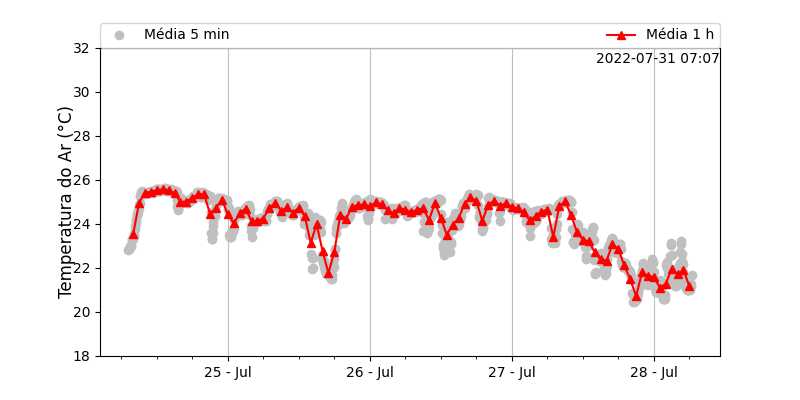 Média 5 min
Média 1 h
2022-07-31 07:07
Temperatura do Ar (°C)
32
30
28
26
24
22
20
18
25 - Jul
26 - Jul
27 - Jul
28 - Jul